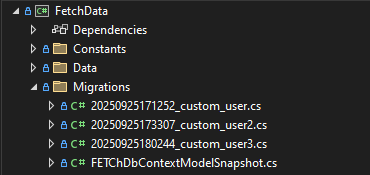 FetchData
Dependencies
Constants
Data
Migrations
C# 20250925171252_custom_user.cs
C# 20250925173307_custom_user2.cs
C# 20250925180244_custom_user3.cs
C# FETChDbContextModelSnapshot.cs